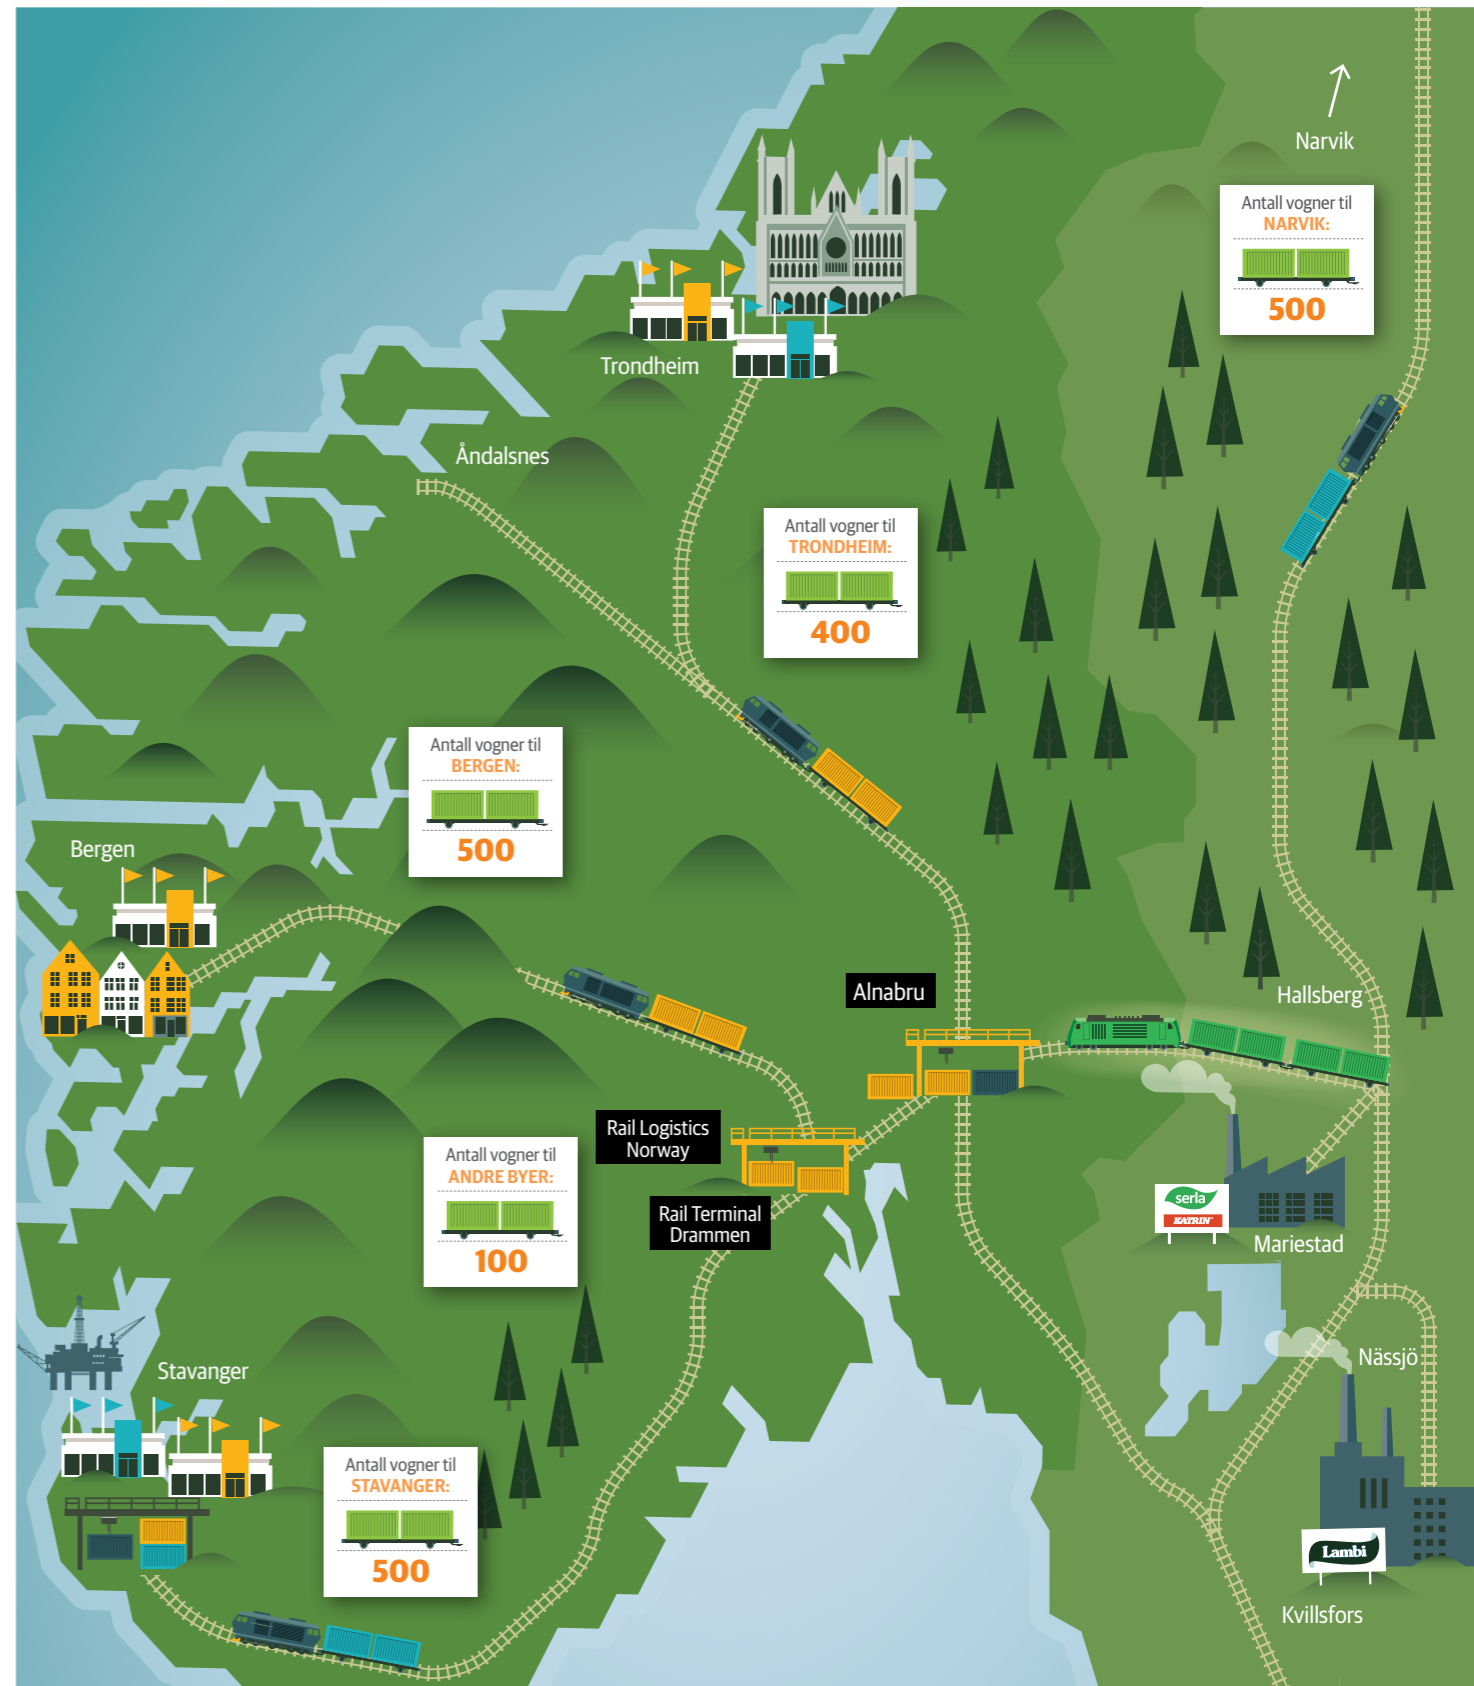 Narvik
Antall vogner til
NARVIK:
500
Trondheim
Åndalsnes
Antall vogner til
TRONDHEIM:
400
Antall vogner til
BERGEN:
500
Bergen
Alnabru
Hallsberg
Rail Logistics
Norway
Antall vogner til
ANDRE BYER:
100
Rail Terminal
Drammen
serla
KATRIN
Mariestad
Nässjö
Stavanger
Antall vogner til
STAVANGER:
500
Lambi
Kvillsfors